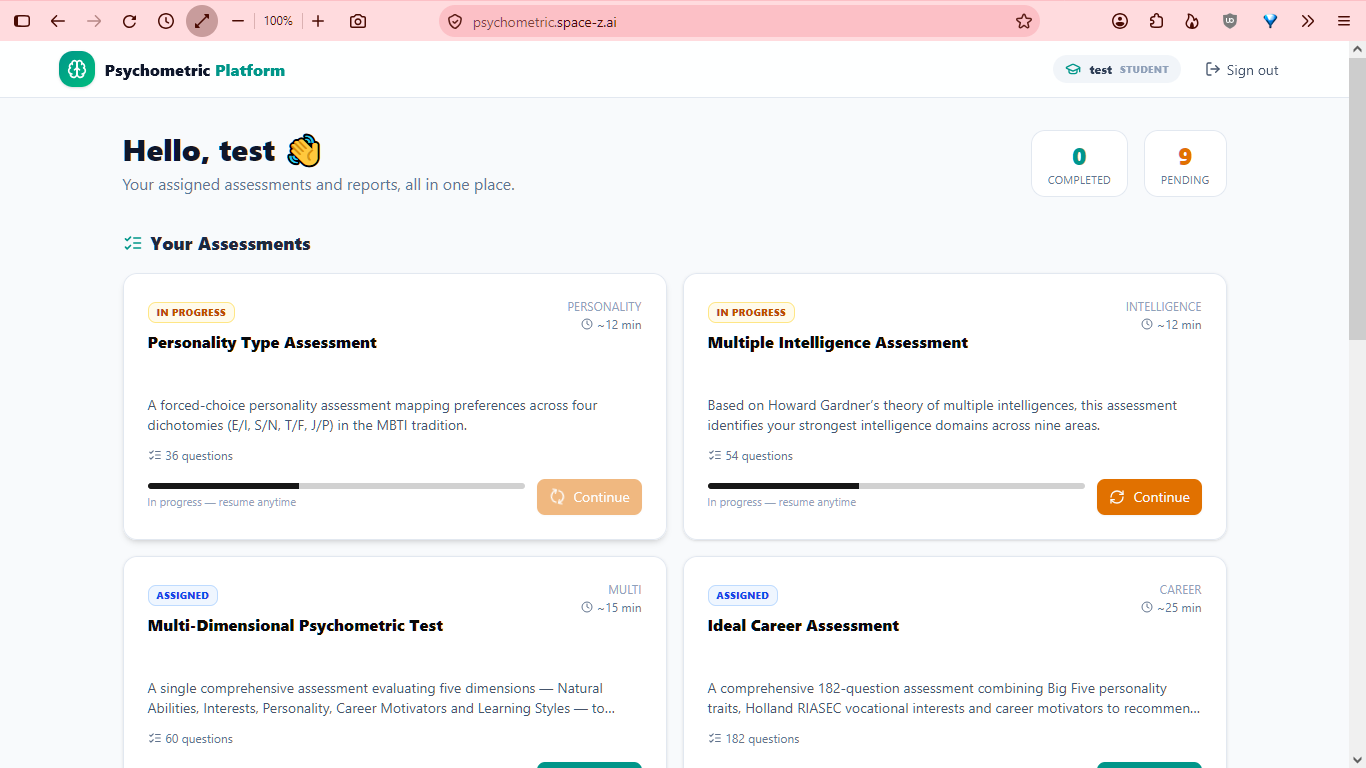 100%
psychometric.space-z.ai
Psychometric Platform
test STUDENT
Sign out
Hello, test 👋
Your assigned assessments and reports, all in one place.
0
COMPLETED
9
PENDING
Your Assessments
IN PROGRESS
PERSONALITY
~12 min
Personality Type Assessment
A forced-choice personality assessment mapping preferences across four
dichotomies (E/I, S/N, T/F, J/P) in the MBTI tradition.
36 questions
In progress — resume anytime
Continue
IN PROGRESS
INTELLIGENCE
~12 min
Multiple Intelligence Assessment
Based on Howard Gardner’s theory of multiple intelligences, this assessment
identifies your strongest intelligence domains across nine areas.
54 questions
In progress — resume anytime
Continue
ASSIGNED
MULTI
~15 min
Multi-Dimensional Psychometric Test
A single comprehensive assessment evaluating five dimensions — Natural
Abilities, Interests, Personality, Career Motivators and Learning Styles — to...
60 questions
ASSIGNED
CAREER
~25 min
Ideal Career Assessment
A comprehensive 182-question assessment combining Big Five personality
traits, Holland RIASEC vocational interests and career motivators to recommen...
182 questions